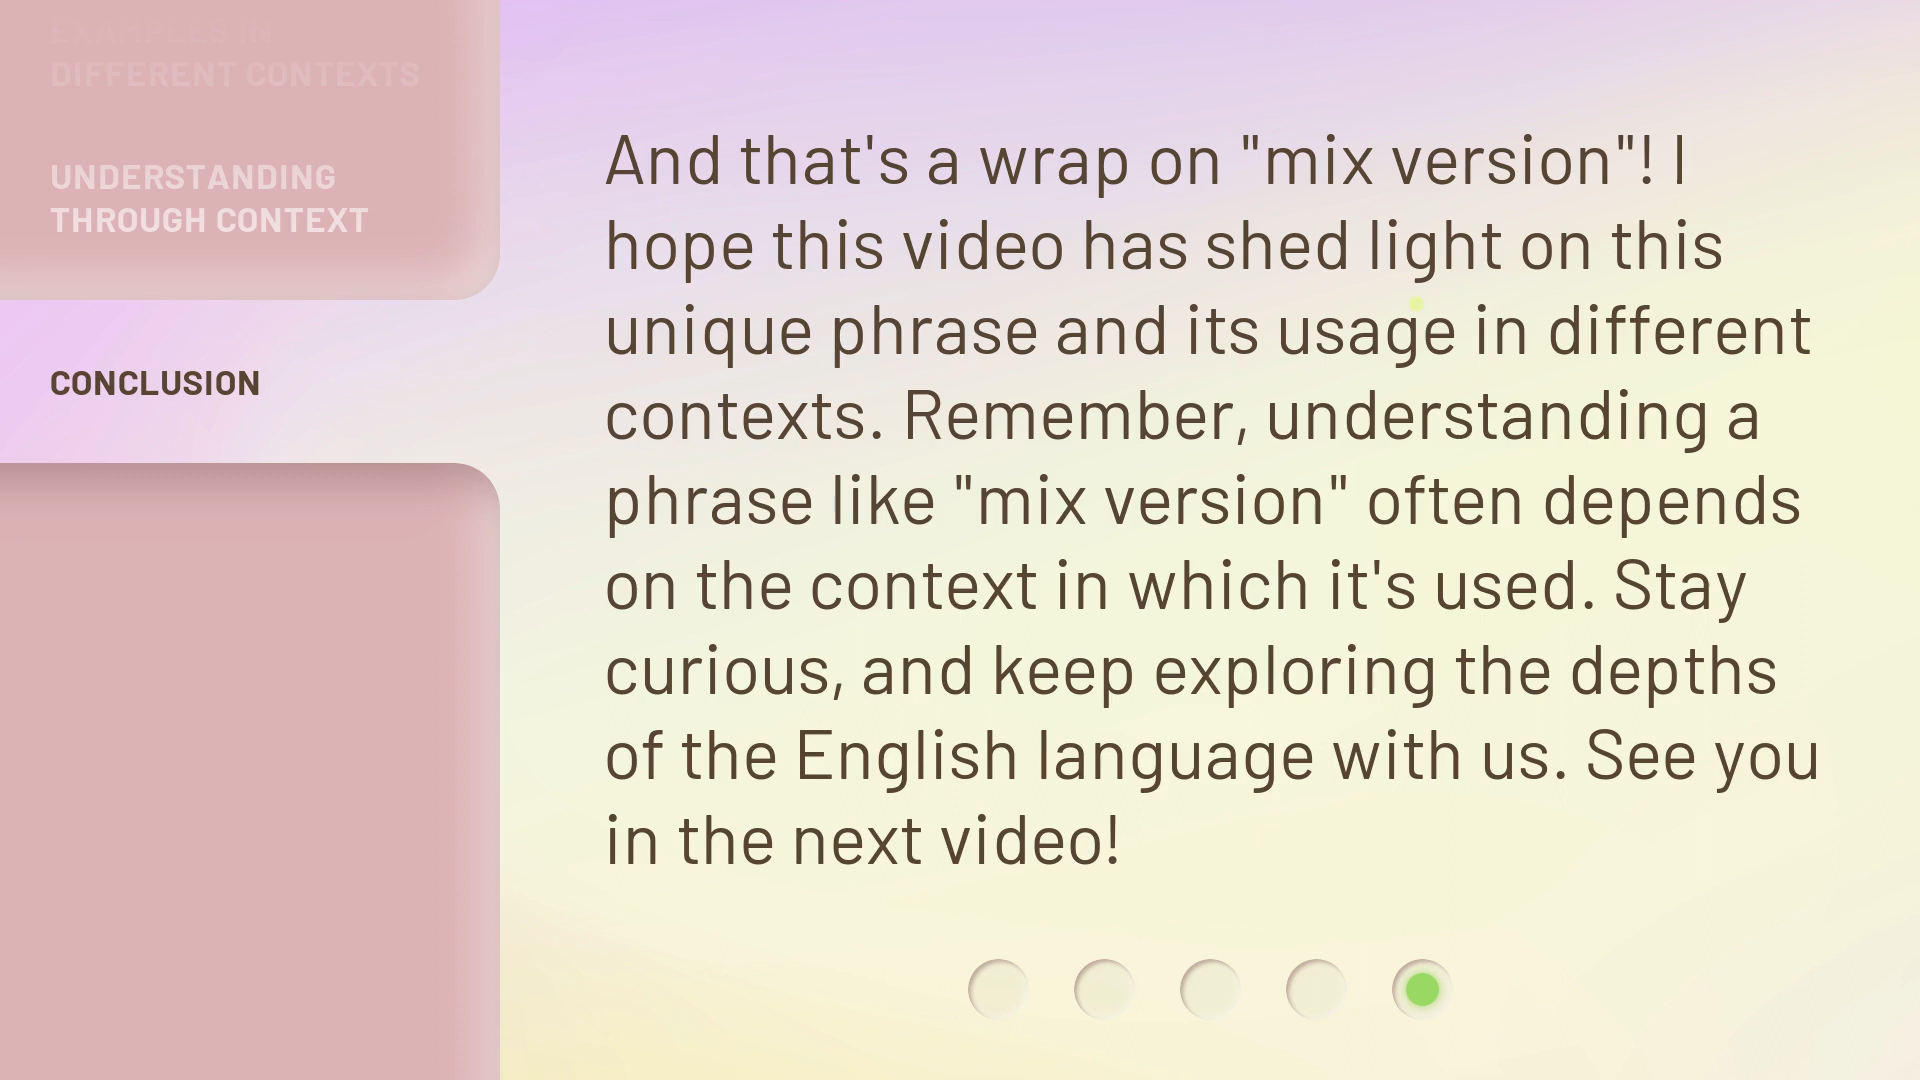 EXAMPLES IN
DIFFERENT CONTEXTS
UNDERSTANDING
THROUGH CONTEXT
CONCLUSION
And that's a wrap on "mix version"! I
hope this video has shed light on this
unique phrase and its usage in different
contexts. Remember, understanding a
phrase like "mix version" often depends
on the context in which it's used. Stay
curious, and keep exploring the depths
of the English language with us. See you
in the next video!